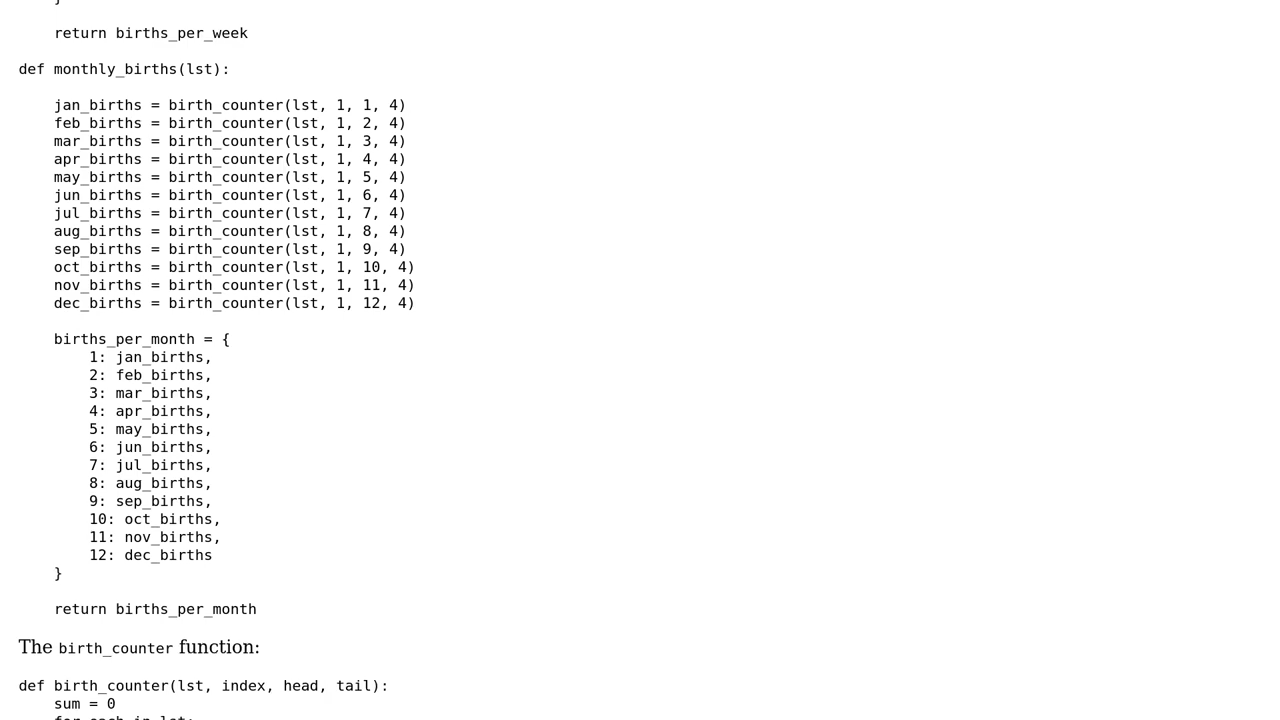 }
    return births_per_week
def monthly_births(lst):
    jan_births = birth_counter(lst, 1, 1, 4)
    feb_births = birth_counter(lst, 1, 2, 4)
    mar_births = birth_counter(lst, 1, 3, 4)
    apr_births = birth_counter(lst, 1, 4, 4)
    may_births = birth_counter(lst, 1, 5, 4)
    jun_births = birth_counter(lst, 1, 6, 4)
    jul_births = birth_counter(lst, 1, 7, 4)
    aug_births = birth_counter(lst, 1, 8, 4)
    sep_births = birth_counter(lst, 1, 9, 4)
    oct_births = birth_counter(lst, 1, 10, 4)
    nov_births = birth_counter(lst, 1, 11, 4)
    dec_births = birth_counter(lst, 1, 12, 4)
    births_per_month = {
        1: jan_births,
        2: feb_births,
        3: mar_births,
        4: apr_births,
        5: may_births,
        6: jun_births,
        7: jul_births,
        8: aug_births,
        9: sep_births,
        10: oct_births,
        11: nov_births,
        12: dec_births
    }
    return births_per_month
The birth_counter function:
def birth_counter(lst, index, head, tail):
    sum = 0
    for each in lst: